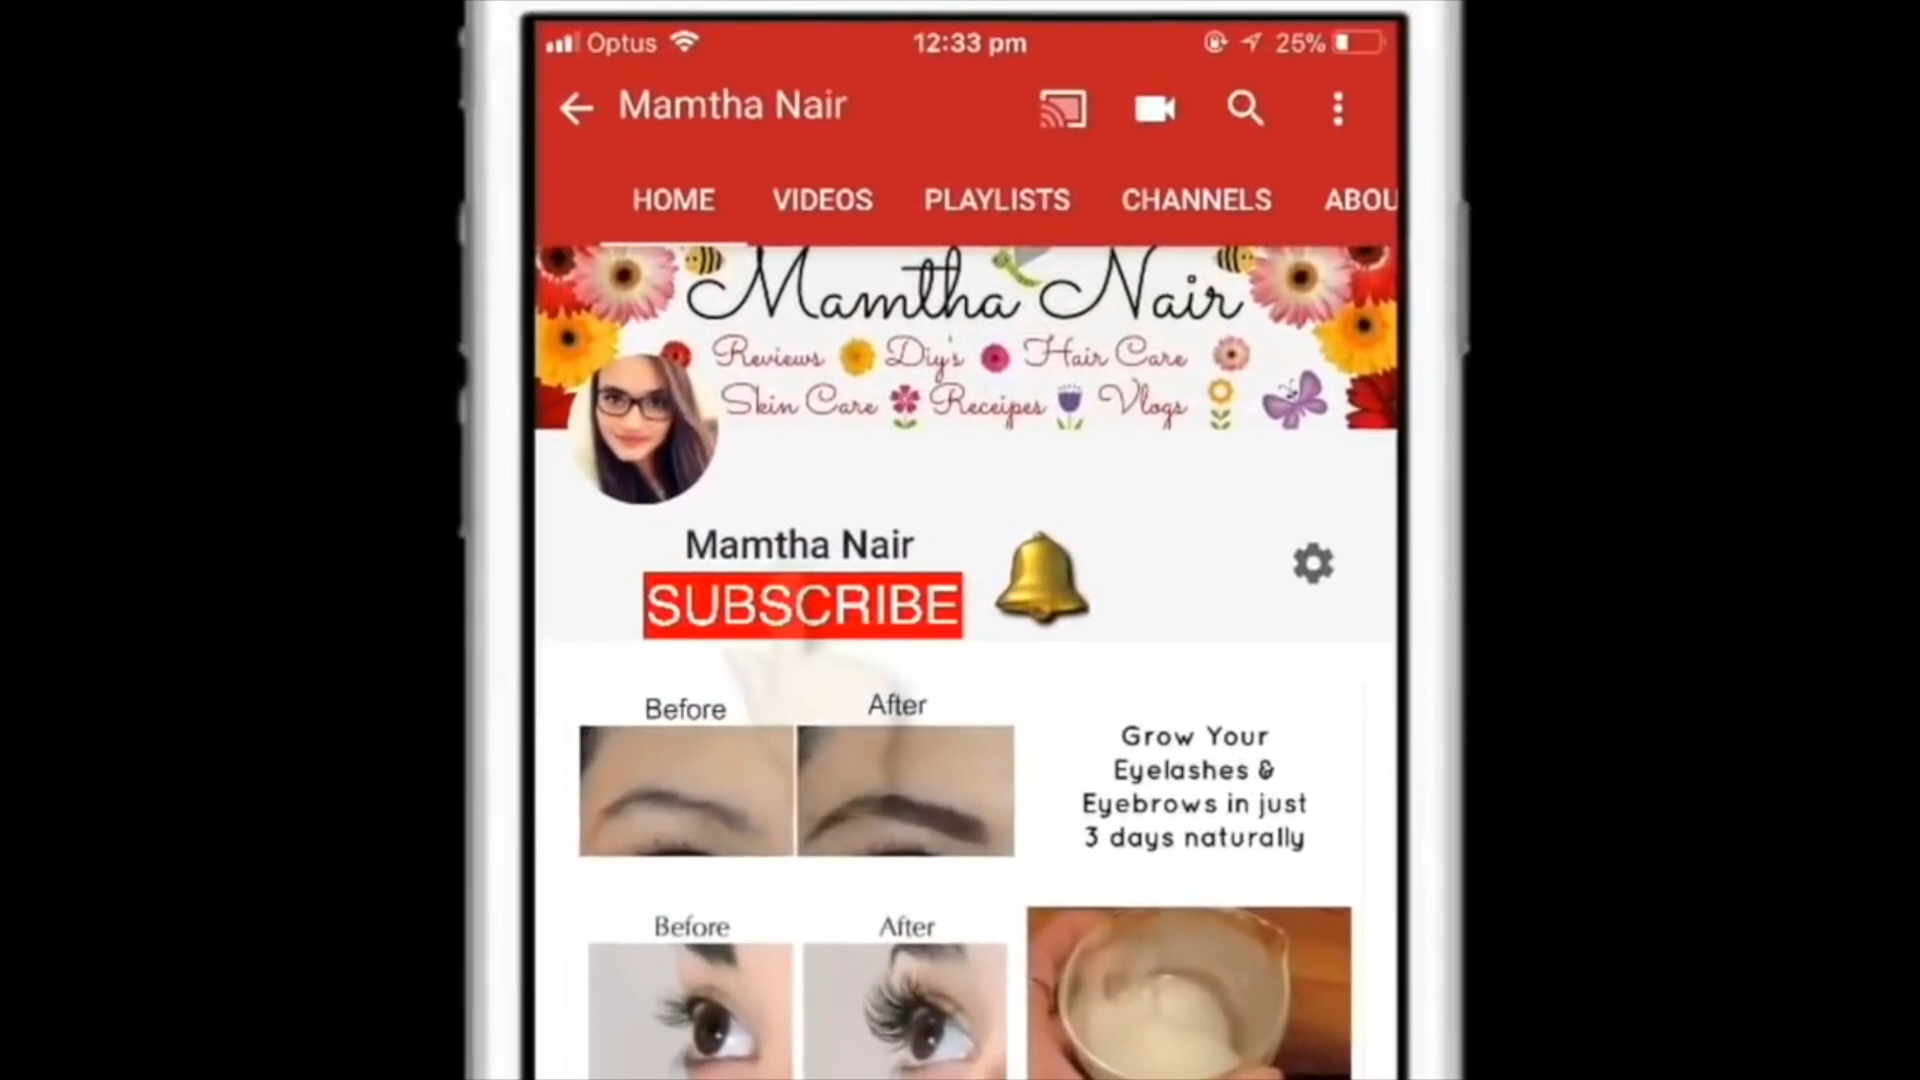 Optus 12:33 pm 25%
Mamtha Nair
HOME VIDEOS PLAYLISTS CHANNELS ABOU
Mamtha Nair
Reviews Diy's Hair Care
Skin Care Receipes Vlogs
Mamtha Nair
SUBSCRIBE
Before After
Grow Your
Eyelashes &
Eyebrows in just
3 days naturally
Before After